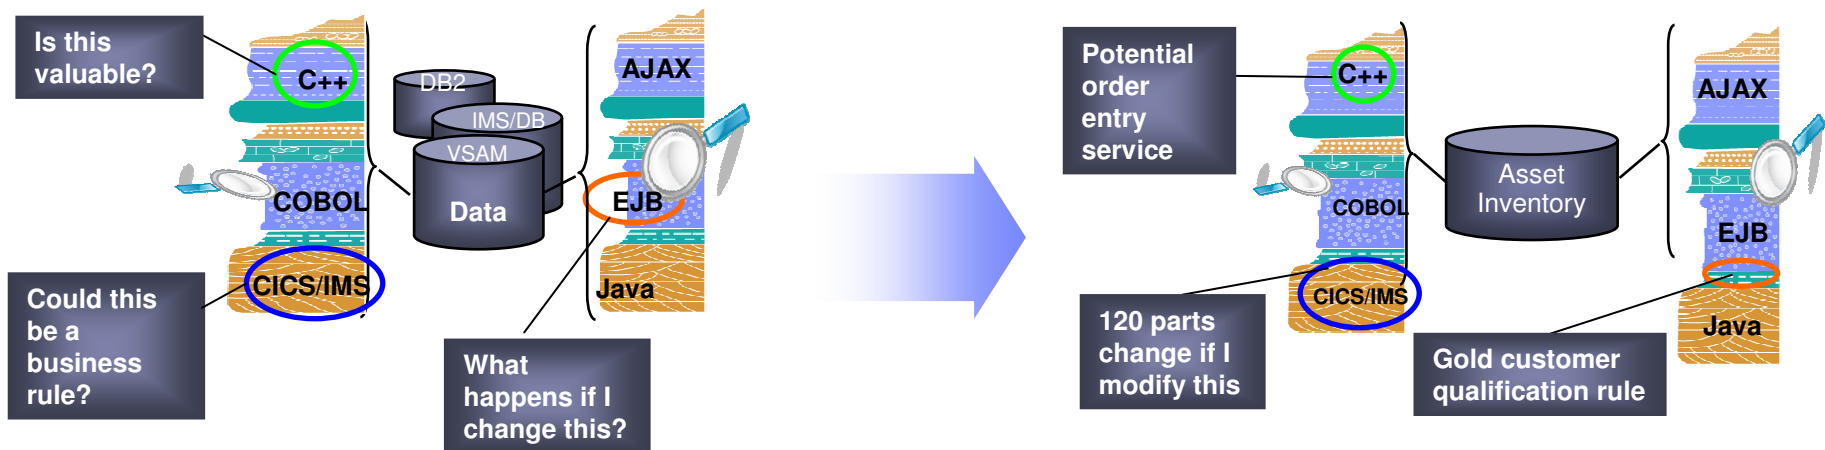 Is this
valuable?
C++
COBOL
CICS/IMS
Could this
be a
business
rule?
DB2
IMS/DB
VSAM
Data
AJAX
EJB
Java
What
happens if I
change this?
Potential
order
entry
service
C++
COBOL
CICS/IMS
120 parts
change if I
modify this
Asset
Inventory
AJAX
EJB
Java
Gold customer
qualification rule